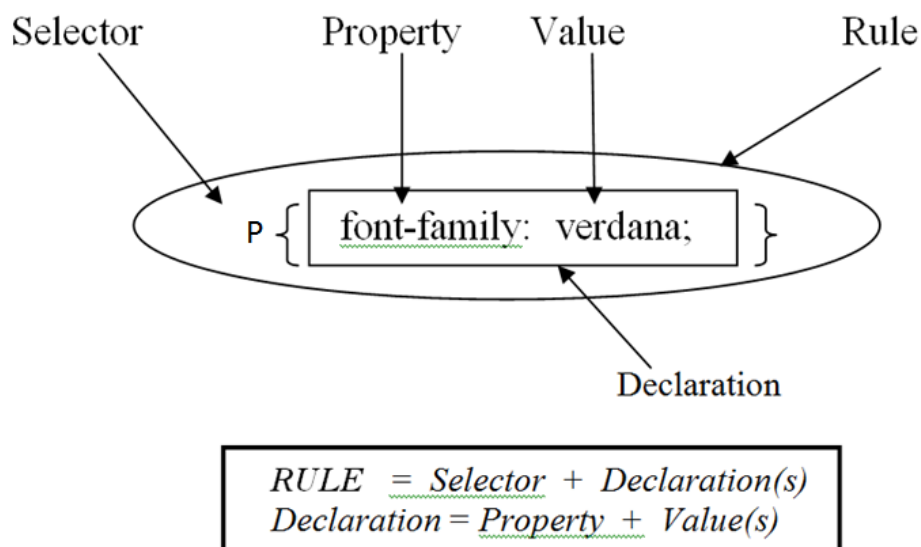 Selector Property Value Rule
P { font-family: verdana; }
Declaration
RULE = Selector + Declaration(s)
Declaration = Property + Value(s)